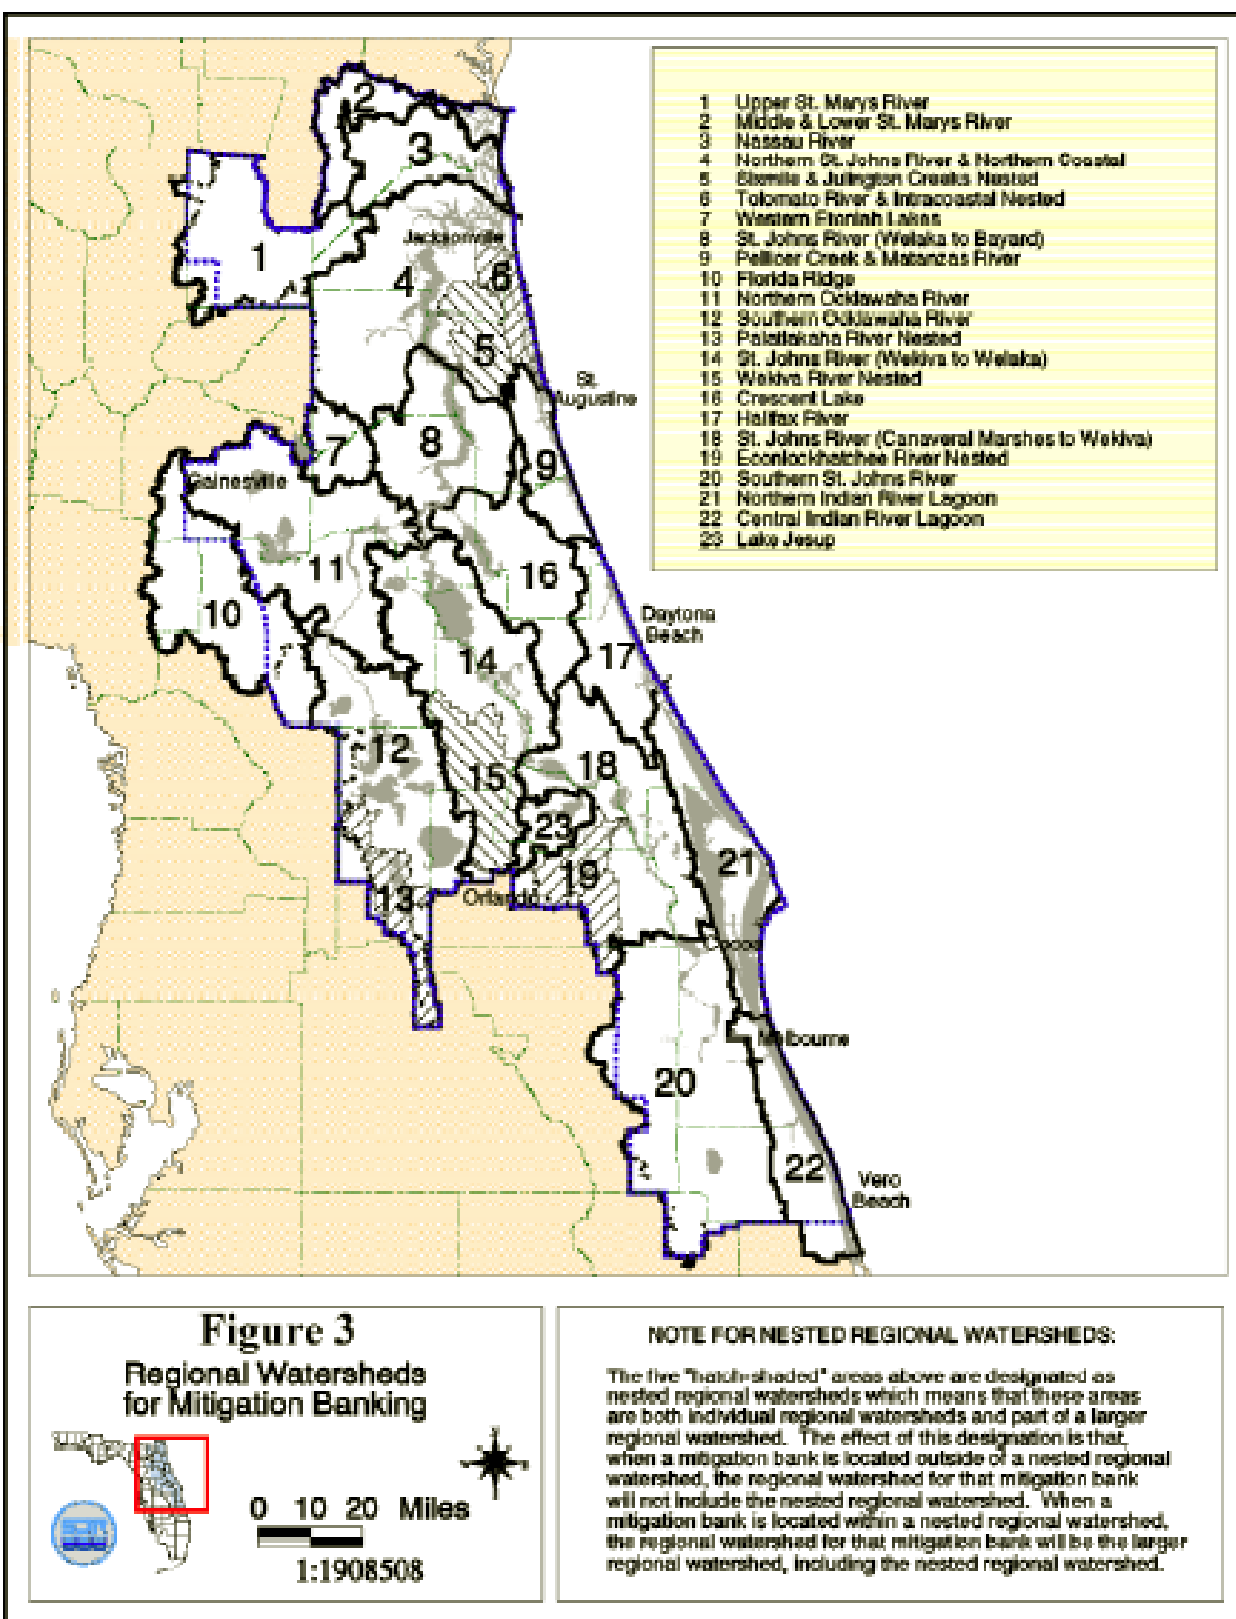 1 Upper St. Marys River
2 Middle & Lower St. Marys River
3 Nassau River
4 Northern St. Johns River & Northern Coastal
5 Sixmile & Julington Creeks Nested
6 Tolomato River & Intracoastal Nested
7 Western Etoniah Lakes
8 St. Johns River (Welaka to Bayard)
9 Pellicer Creek & Matanzas River
10 Florida Ridge
11 Northern Ocklawaha River
12 Southern Ocklawaha River
13 Palatlakaha River Nested
14 St. Johns River (Wekiva to Welaka)
15 Wekiva River Nested
16 Crescent Lake
17 Halifax River
18 St. Johns River (Canaveral Marshes to Wekiva)
19 Econlockhatchee River Nested
20 Southern St. Johns River
21 Northern Indian River Lagoon
22 Central Indian River Lagoon
23 Lake Jesup
2
3
Jacksonville
1
4
6
5
St.
Augustine
7
8
9
Gainesville
11
16
10
Daytona
Beach
14
17
12
15
18
23
21
19
13
Orlando
Cocoa
Melbourne
20
22
Vero
Beach
Figure 3
Regional Watersheds
for Mitigation Banking
0 10 20 Miles
1:1908508
NOTE FOR NESTED REGIONAL WATERSHEDS:
The five "hatch-shaded" areas above are designated as
nested regional watersheds which means that these areas
are both individual regional watersheds and part of a larger
regional watershed. The effect of this designation is that,
when a mitigation bank is located outside of a nested regional
watershed, the regional watershed for that mitigation bank
will not include the nested regional watershed. When a
mitigation bank is located within a nested regional watershed,
the regional watershed for that mitigation bank will be the larger
regional watershed, including the nested regional watershed.